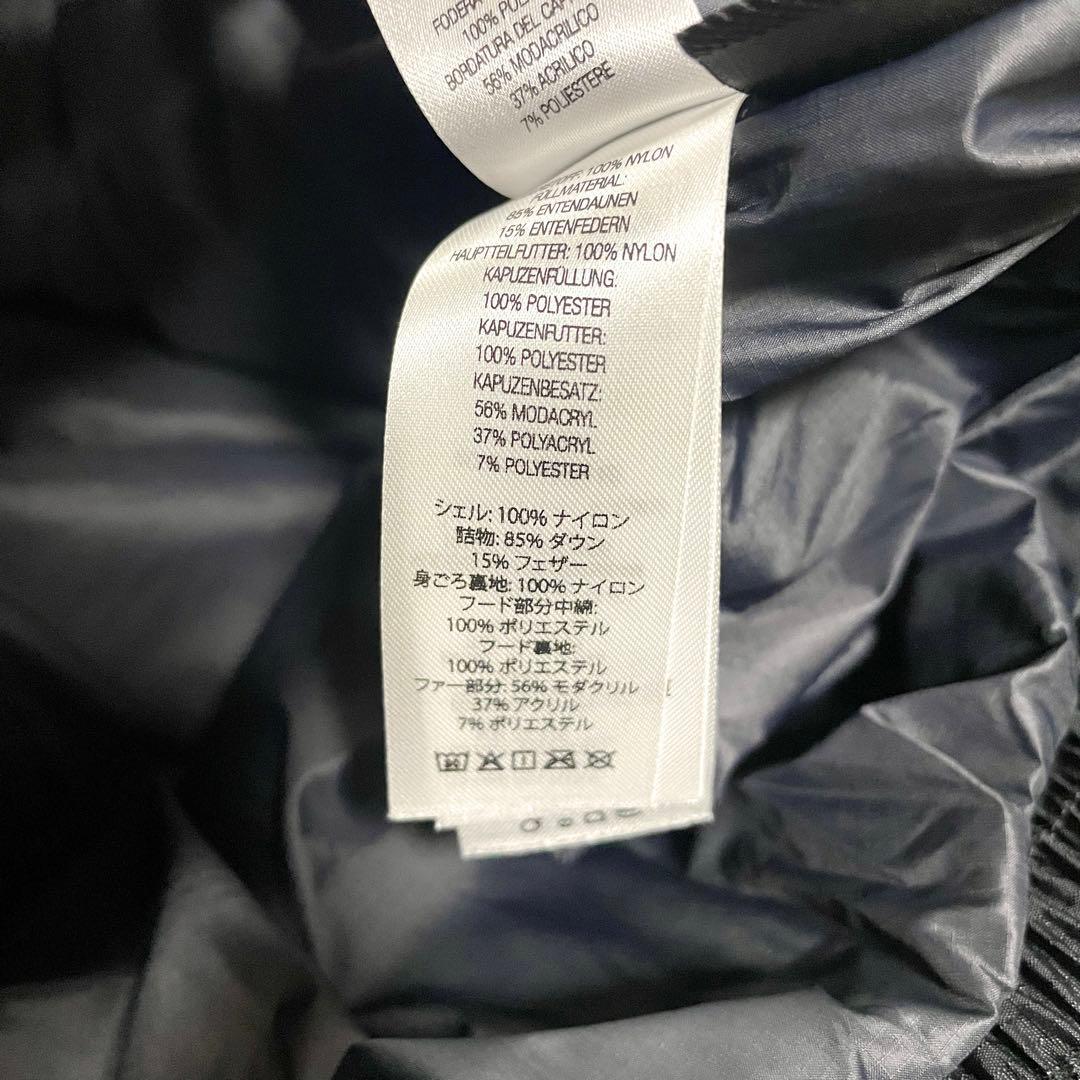 FODERA
100% POL
BORDATURA DEL CAP
56% MODACRILICO
37% ACRILICO
7% POLIESTERE
100% NYLON
FÜLLMATERIAL:
85% ENTENDAUNEN
15% ENTENFEDERN
HAUPTTEILFUTTER: 100% NYLON
KAPUZENFÜLLUNG:
100% POLYESTER
KAPUZENFUTTER:
100% POLYESTER
KAPUZENBESATZ:
56% MODACRYL
37% POLYACRYL
7% POLYESTER
シェル: 100% ナイロン
詰物: 85% ダウン
15% フェザー
身ごろ裏地: 100% ナイロン
フード部分中綿:
100% ポリエステル
フード裏地:
100% ポリエステル
ファー部分: 56% モダクリル
37% アクリル
7% ポリエステル